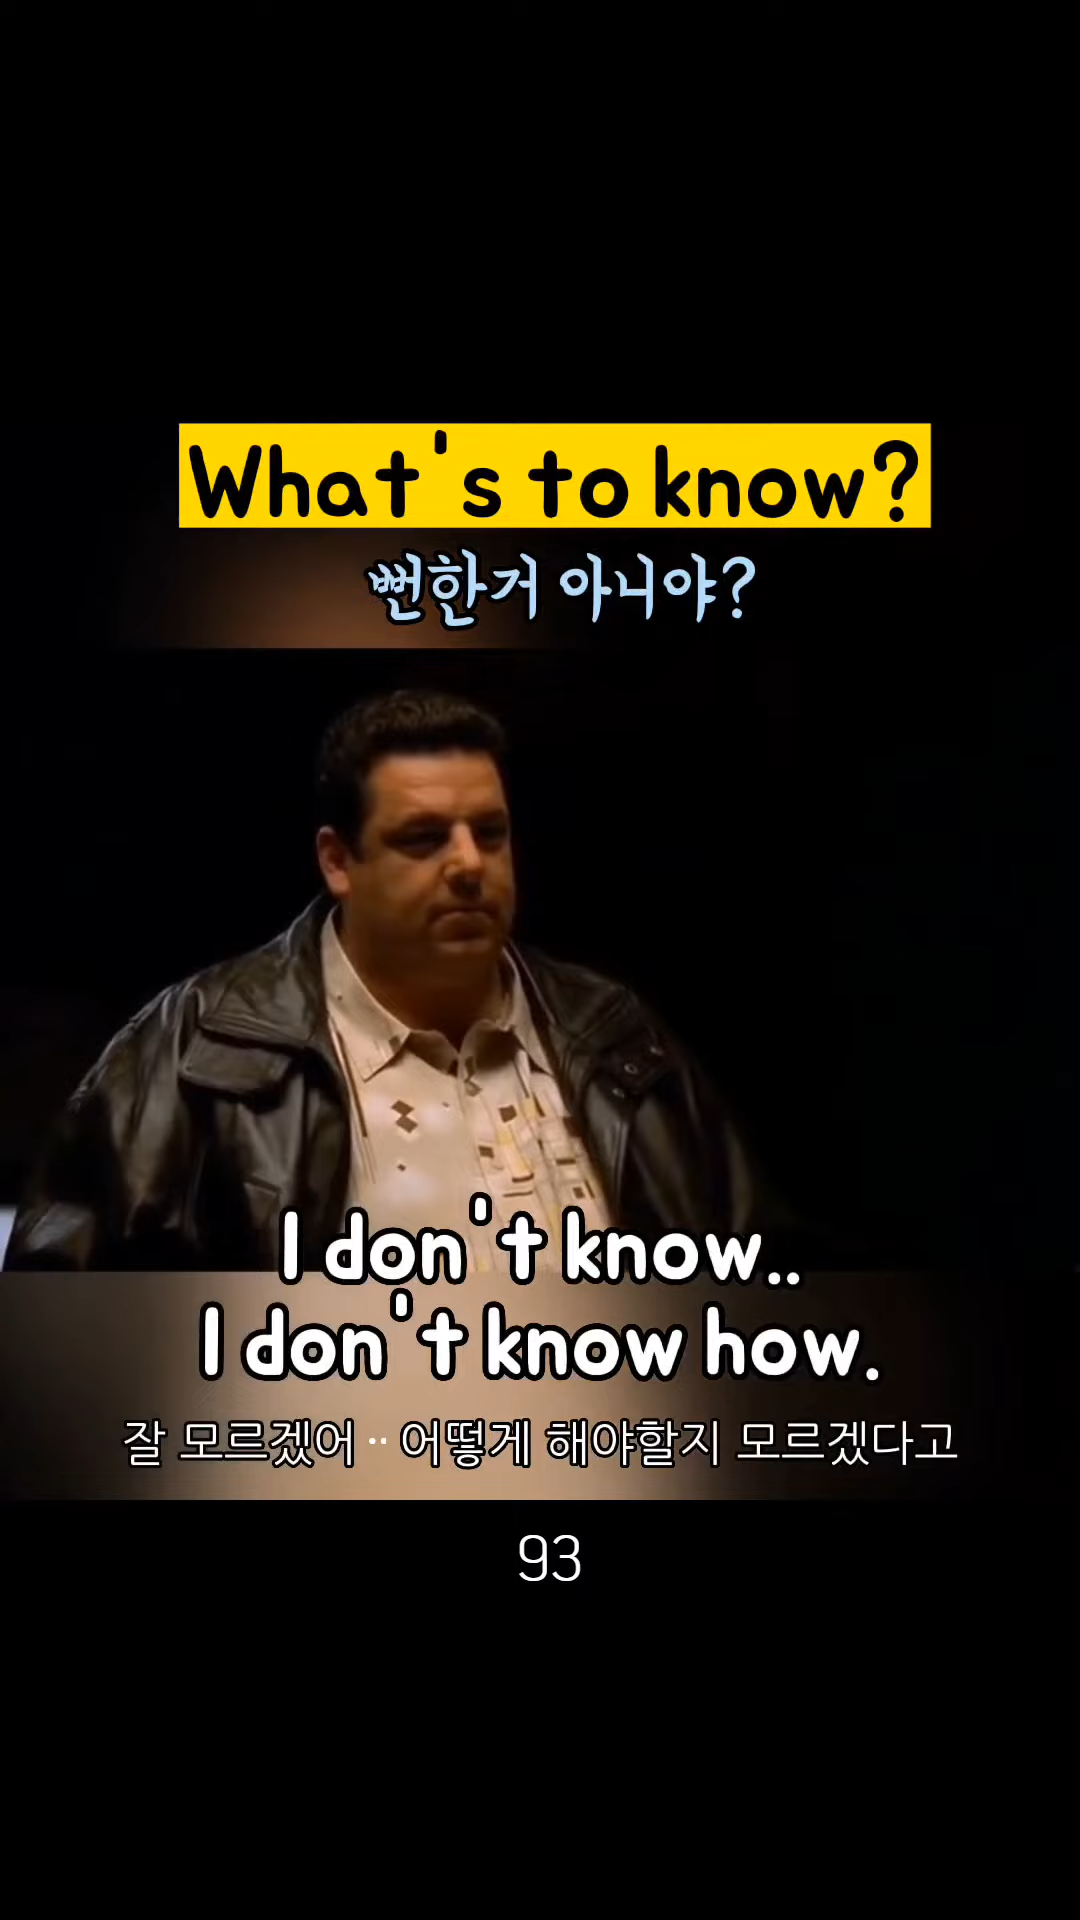 What's to know?
뻔한거 아니야?
I don't know..
I don't know how.
잘 모르겠어 ·· 어떻게 해야할지 모르겠다고
93